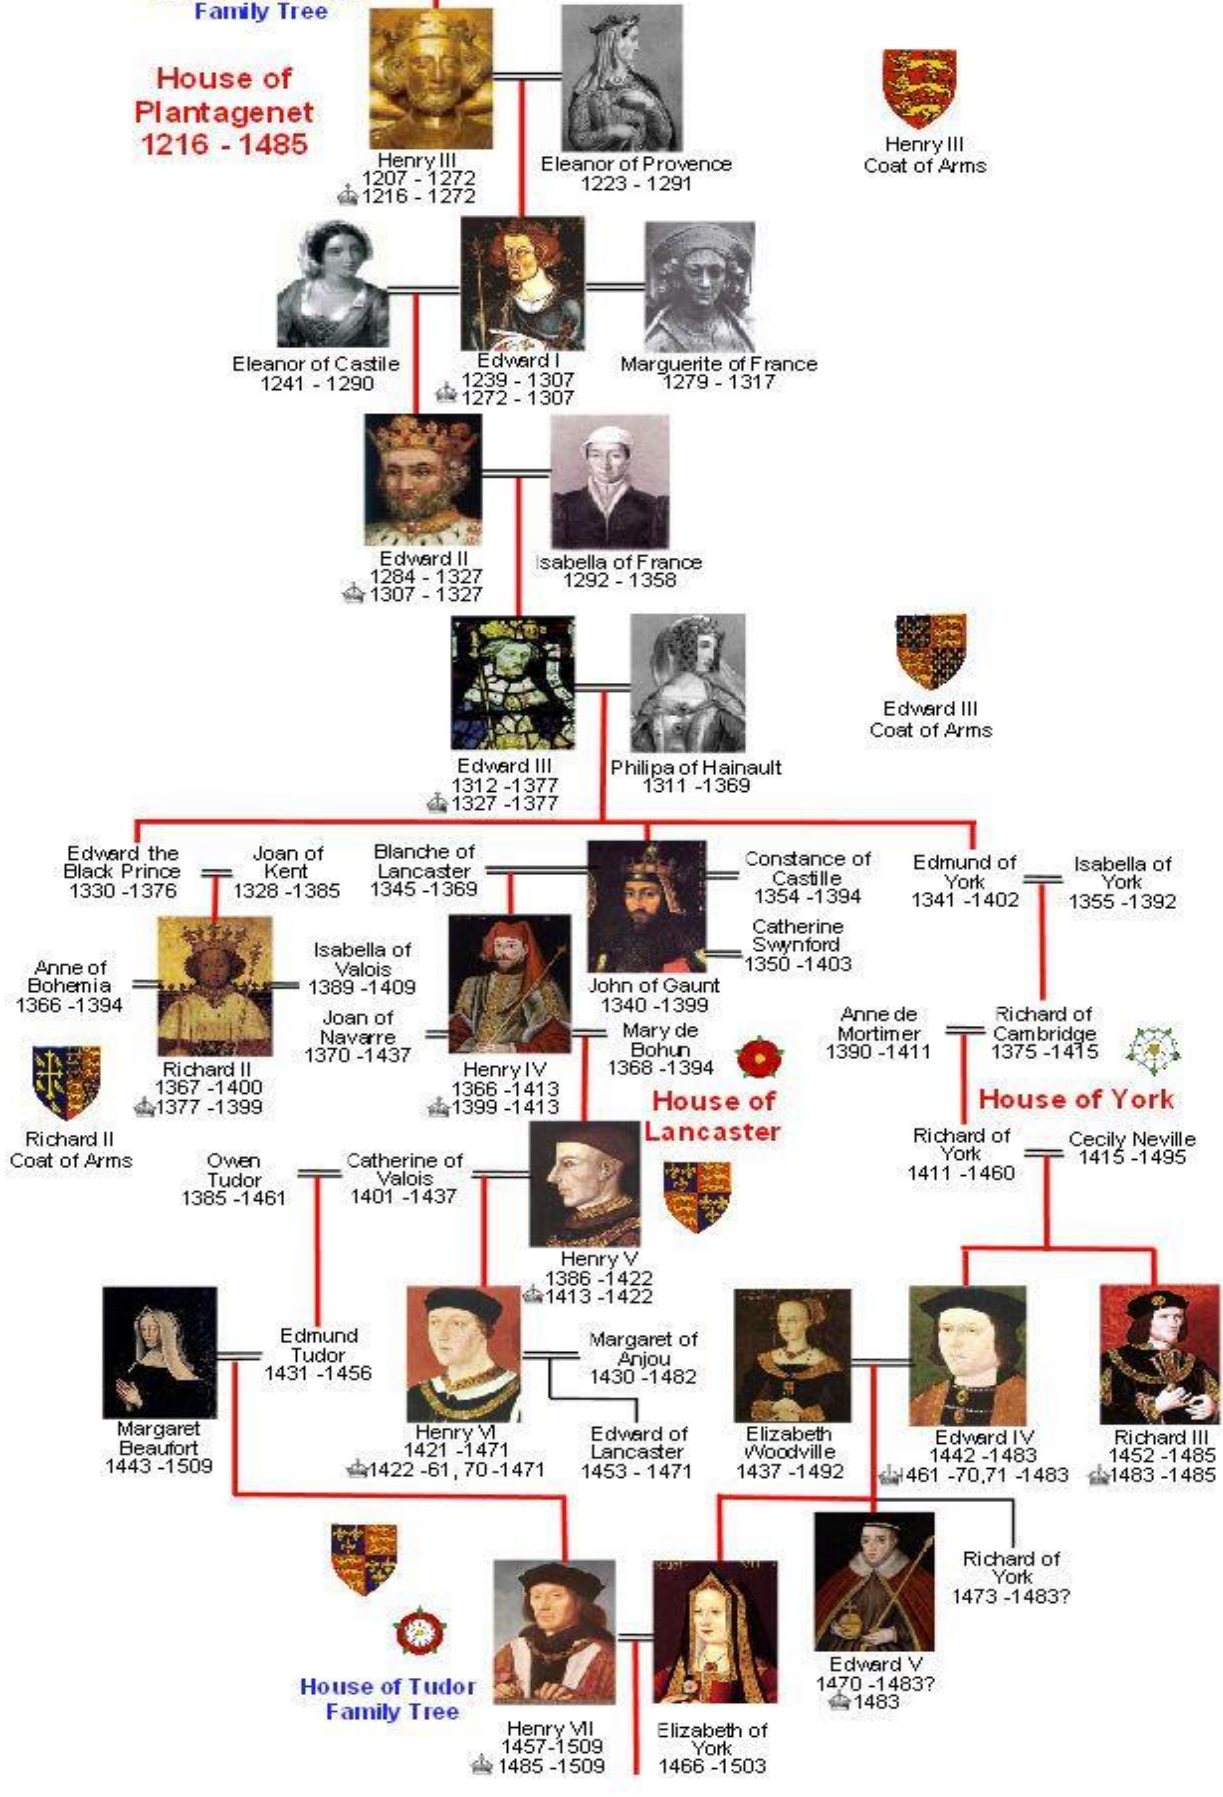 Family Tree
House of
Plantagenet
1216 - 1485
Henry III
1207 - 1272
1216 - 1272
Eleanor of Provence
1223 - 1291
Henry III
Coat of Arms
Eleanor of Castile
1241 - 1290
Edward I
1239 - 1307
1272 - 1307
Marguerite of France
1279 - 1317
Edward II
1284 - 1327
1307 - 1327
Isabella of France
1292 - 1358
Edward III
1312 -1377
1327 -1377
Philipa of Hainault
1311 -1369
Edward III
Coat of Arms
Edward the
Black Prince
1330 -1376
Joan of
Kent
1328 -1385
Blanche of
Lancaster
1345 -1369
Constance of
Castille
1354 -1394
Catherine
Swynford
1350 -1403
John of Gaunt
1340 -1399
Edmund of
York
1341 -1402
Isabella of
York
1355 -1392
Anne of
Bohemia
1366 -1394
Isabella of
Valois
1389 -1409
Joan of
Navarre
1370 -1437
Richard II
1367 -1400
1377 -1399
Henry IV
1366 -1413
1399 -1413
Mary de
Bohun
1368 -1394
Anne de
Mortimer
1390 -1411
Richard of
Cambridge
1375 -1415
House of
Lancaster
House of York
Richard II
Coat of Arms
Owen
Tudor
1385 -1461
Catherine of
Valois
1401 -1437
Henry V
1386 -1422
1413 -1422
Richard of
York
1411 -1460
Cecily Neville
1415 -1495
Margaret
Beaufort
1443 -1509
Edmund
Tudor
1431 -1456
Henry VI
1421 -1471
1422 -61, 70 -1471
Margaret of
Anjou
1430 -1482
Edward of
Lancaster
1453 - 1471
Elizabeth
Woodville
1437 -1492
Edward IV
1442 -1483
1461 -70,71 -1483
Richard III
1452 -1485
1483 -1485
Richard of
York
1473 -1483?
Edward V
1470 -1483?
1483
House of Tudor
Family Tree
Henry VII
1457-1509
1485 -1509
Elizabeth of
York
1466 -1503